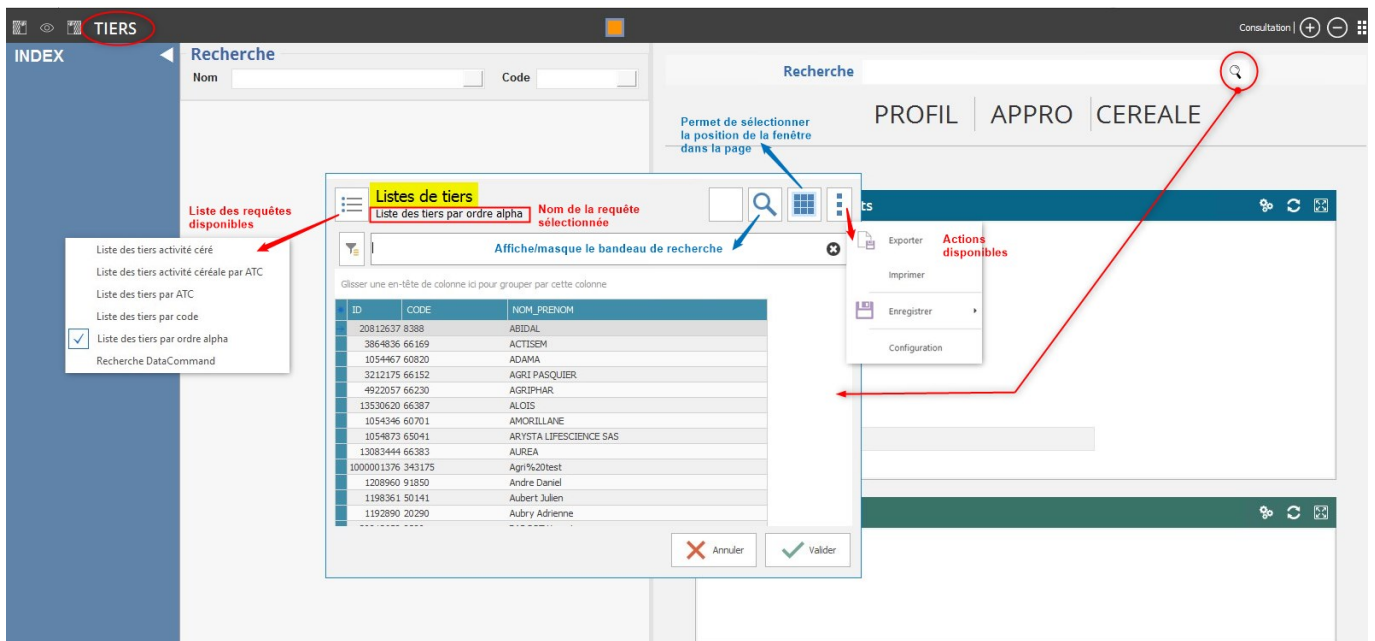 TIERS
Consultation |
INDEX
Recherche
Nom
Code
Recherche
PROFIL APPRO CEREALE
Permet de sélectionner
la position de la fenêtre
dans la page
Listes de tiers
Liste des tiers par ordre alpha
Nom de la requête
sélectionnée
Liste des requêtes
disponibles
Liste des tiers activité céré
Liste des tiers activité céréale par ATC
Liste des tiers par ATC
Liste des tiers par code
Liste des tiers par ordre alpha
Recherche DataCommand
Affiche/masque le bandeau de recherche
ts
Exporter
Imprimer
Enregistrer
Configuration
Actions
disponibles
Glisser une en-tête de colonne ici pour grouper par cette colonne
ID CODE NOM_PRENOM
20812637 8388 ABIDAL
3864836 66169 ACTISEM
1054467 60820 ADAMA
3212175 66152 AGRI PASQUIER
4922057 66230 AGRIPHAR
13530620 66387 ALOIS
1054346 60701 AMORILLANE
1054873 65041 ARYSTA LIFESCIENCE SAS
13083444 66383 AUREA
1000001376 343175 Agri%20test
1208960 91850 Andre Daniel
1198361 50141 Aubert Julien
1192890 20290 Aubry Adrienne
Annuler
Valider